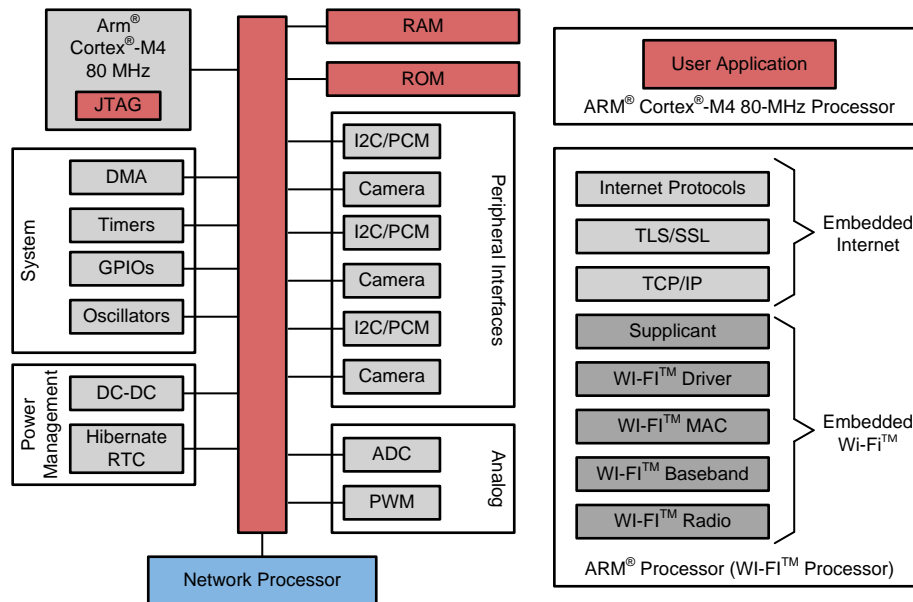 Arm®
Cortex®-M4
80 MHz
JTAG
RAM
ROM
System
DMA
Timers
GPIOs
Oscillators
Power
Management
DC-DC
Hibernate
RTC
I2C/PCM
Camera
I2C/PCM
Camera
I2C/PCM
Camera
Peripheral Interfaces
ADC
PWM
Analog
Network Processor
User Application
ARM® Cortex®-M4 80-MHz Processor
Internet Protocols
TLS/SSL
TCP/IP
Embedded
Internet
Supplicant
WI-FI™ Driver
WI-FI™ MAC
WI-FI™ Baseband
WI-FI™ Radio
Embedded
Wi-Fi™
ARM® Processor (WI-FI™ Processor)